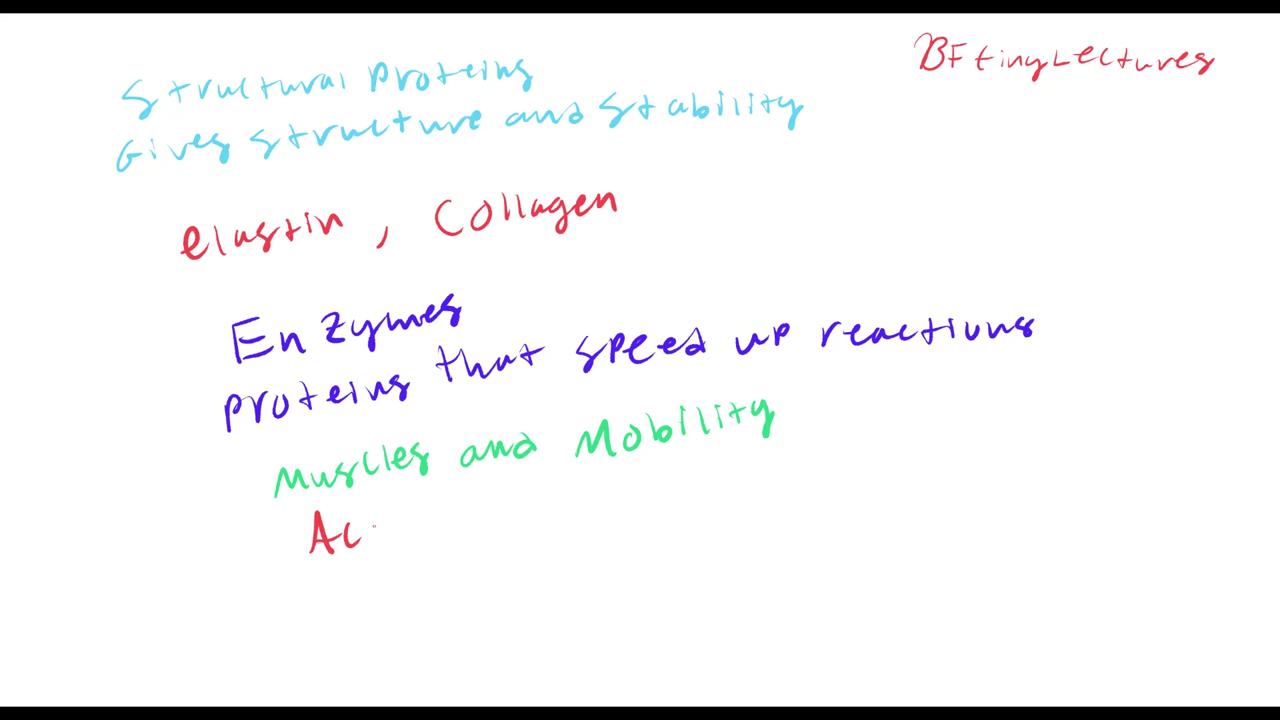 BF tinyLectures
Structural Proteins
Gives structure and stability
elastin, Collagen
Enzymes
proteins that speed up reactions
Muscles and Mobility
Ac